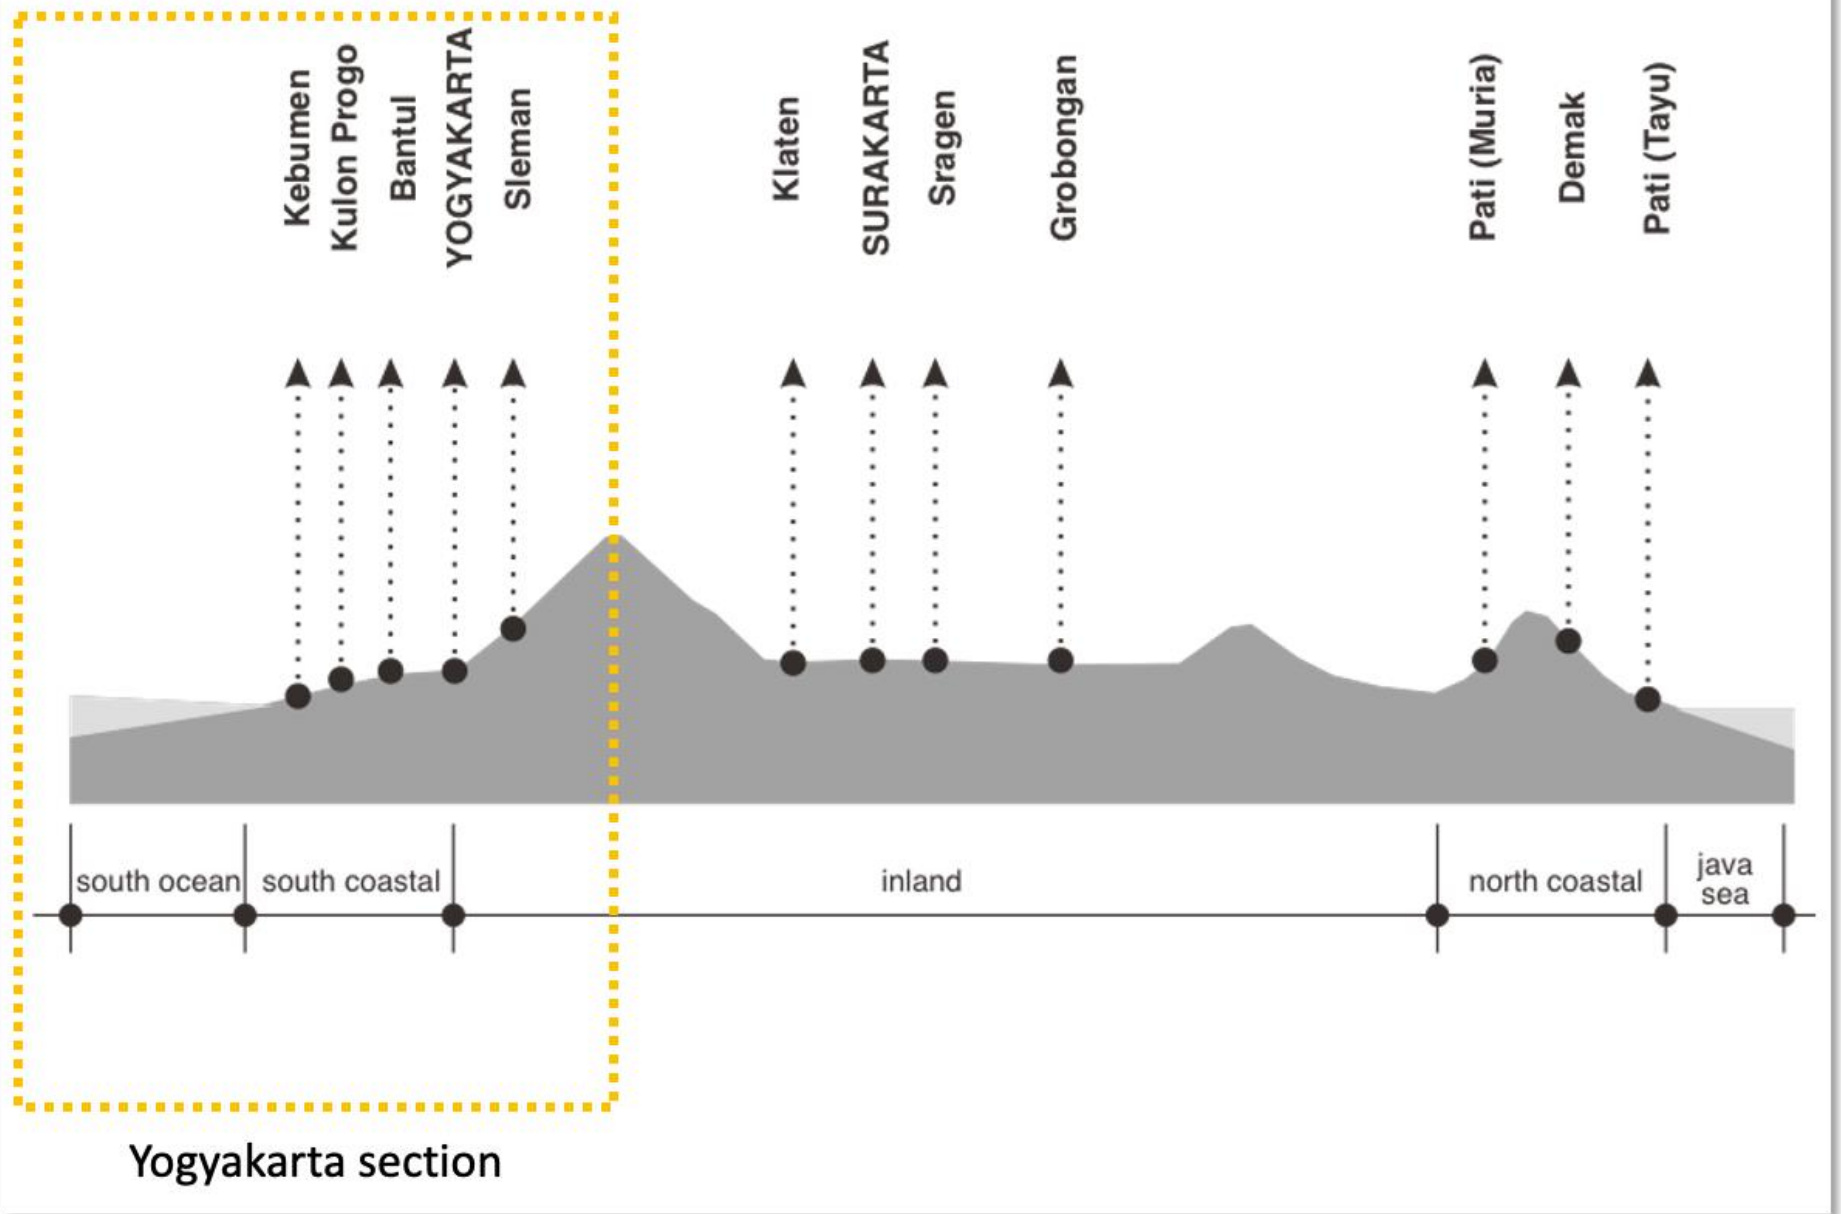 Kebumen
Kulon Progo
Bantul
YOGYAKARTA
Sleman
Klaten
SURAKARTA
Sragen
Grobongan
Pati (Muria)
Demak
Pati (Tayu)
south ocean
south coastal
inland
north coastal
java
sea
Yogyakarta section